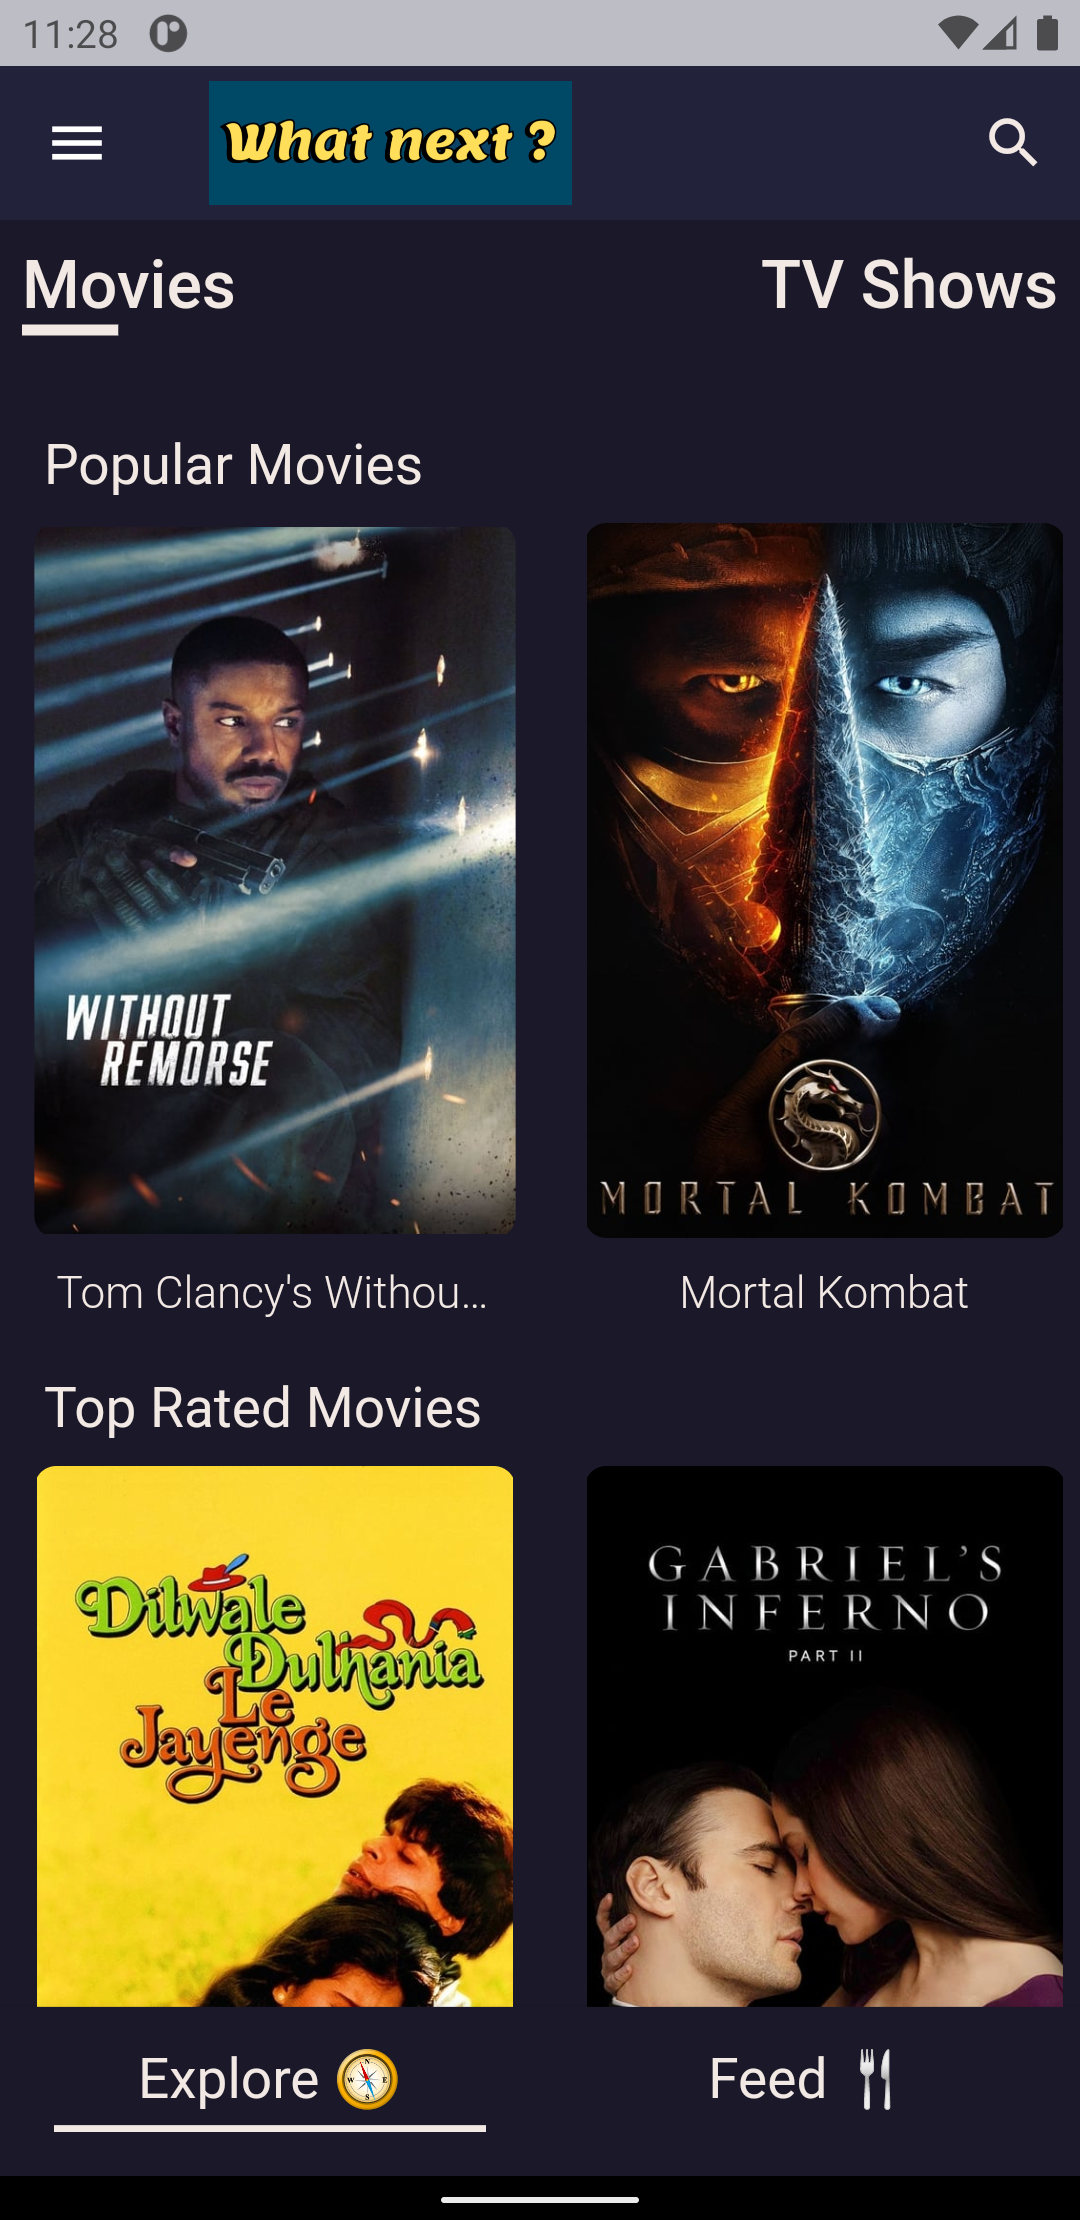 11:28
What next ?
Movies
TV Shows
Popular Movies
WITHOUT
REMORSE
MORTAL KOMBAT
Tom Clancy's Withou...
Mortal Kombat
Top Rated Movies
Dilwale
Dulhania
Le
Jayenge
GABRIEL'S
INFERNO
PART II
Explore
Feed